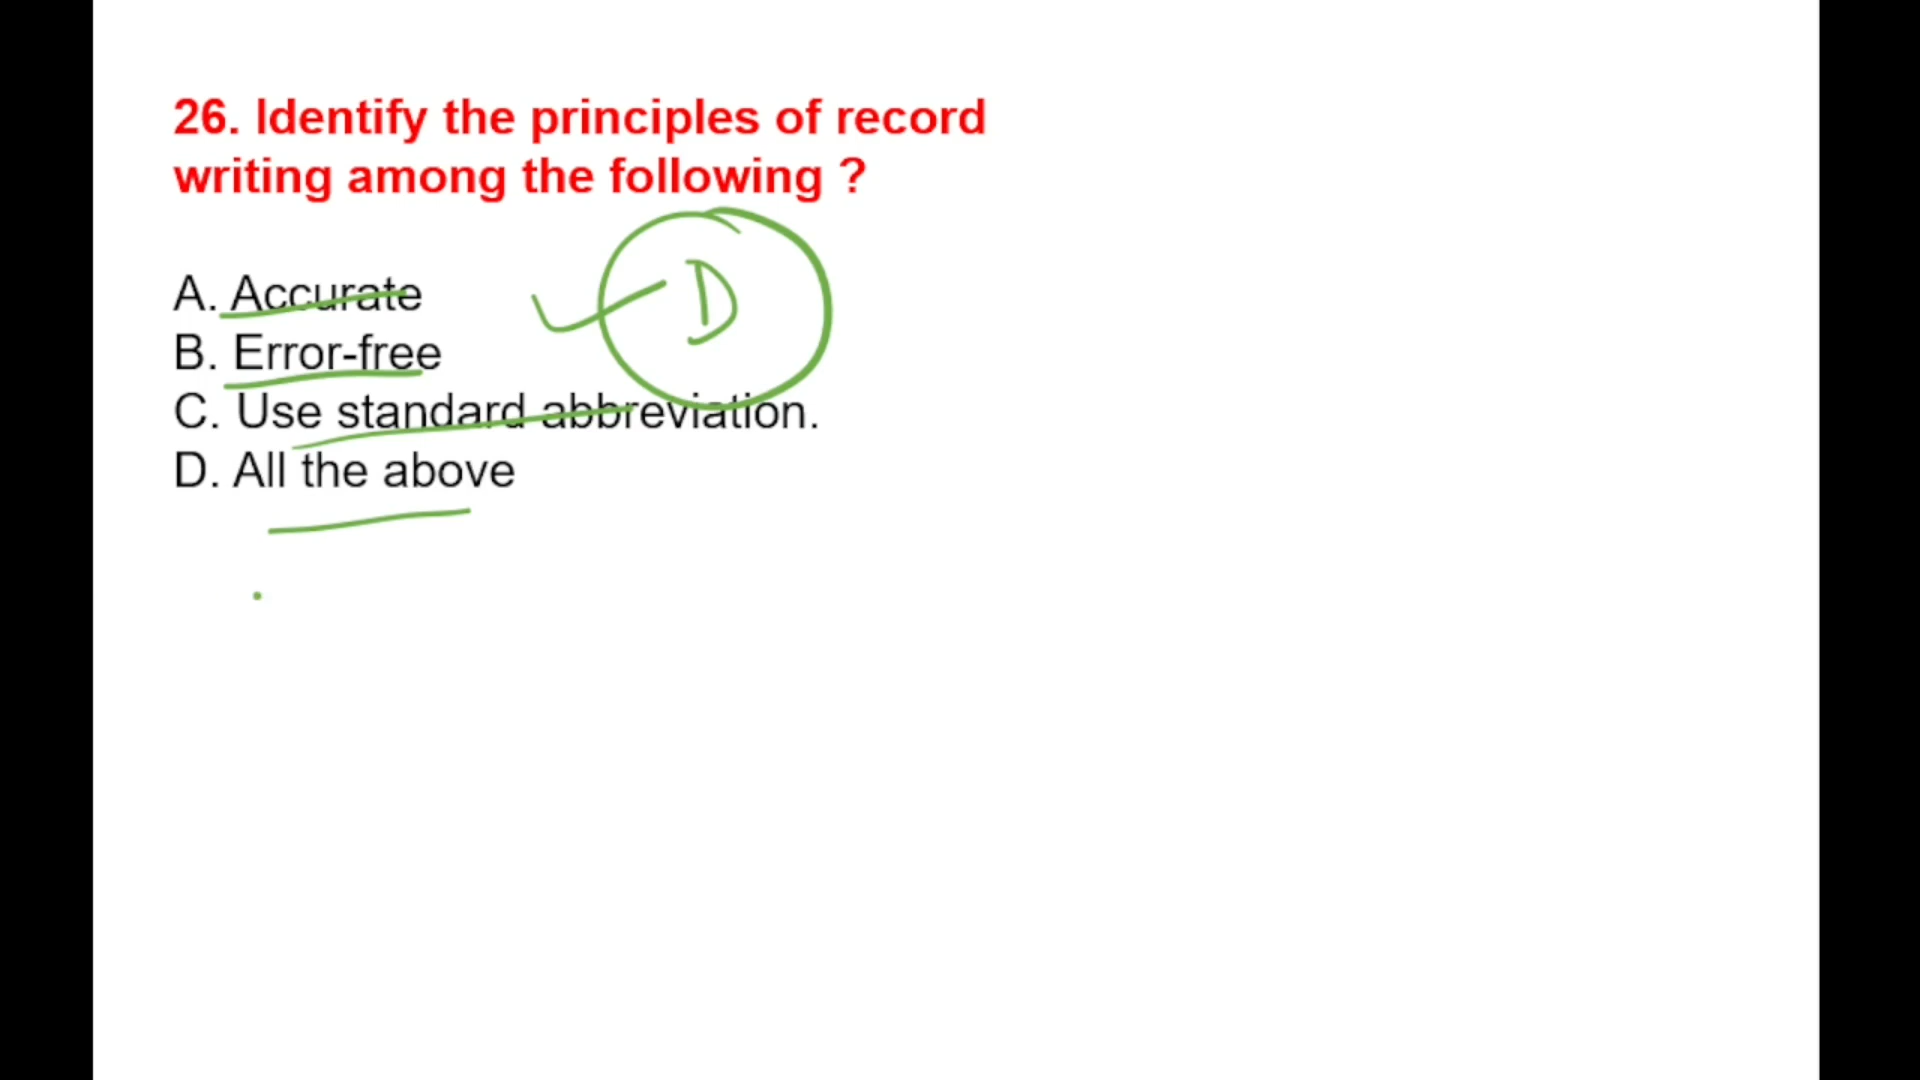 26. Identify the principles of record
writing among the following ?
D
A. Accurate
B. Error-free
C. Use standard abbreviation.
D. All the above